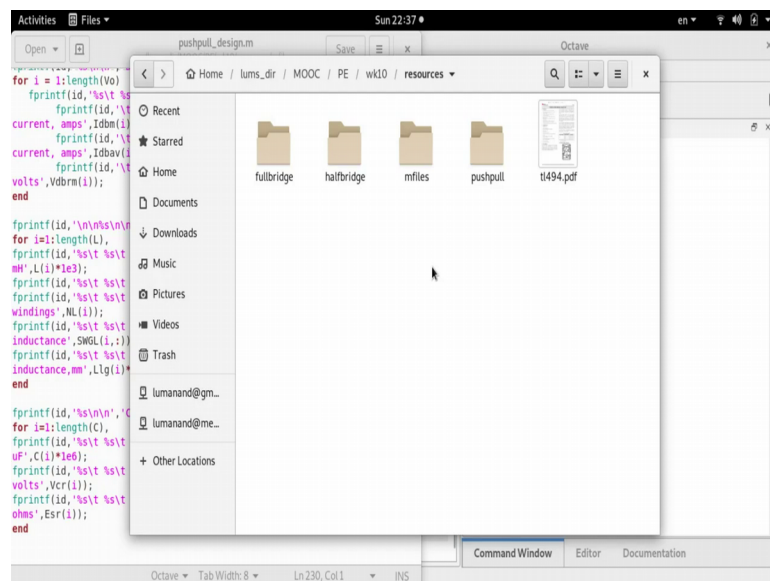 Activities Files Sun 22:37 en
Open pushpull_design.m Save Octave
Home / lums_dir / MOOC / PE / wk10 / resources
for i = 1:length(Vo)
fprintf(id,'%s\t %s
fprintf(id,'\t
current, amps',Idbm(i)
fprintf(id,'\t
current, amps',Idbav(i
fprintf(id,'\t
volts',Vdbrm(i));
end
fprintf(id,'\n\n%s\n\n
for i=1:length(L),
fprintf(id,'%s\t %s\t
mH',L(i)*1e3);
fprintf(id,'%s\t %s\t
fprintf(id,'%s\t %s\t
windings',NL(i));
fprintf(id,'%s\t %s\t
inductance',SWGL(i,:))
fprintf(id,'%s\t %s\t
inductance,mm',Llg(i)*
end
fprintf(id,'%s\n\n','C
for i=1:length(C),
fprintf(id,'%s\t %s\t
uF',C(i)*1e6);
fprintf(id,'%s\t %s\t
volts',Vcr(i));
fprintf(id,'%s\t %s\t
ohms',Esr(i));
end
Recent
Starred
Home
Documents
Downloads
Music
Pictures
Videos
Trash
lumanand@gm...
lumanand@me...
+ Other Locations
fullbridge halfbridge mfiles pushpull tl494.pdf
Command Window Editor Documentation
Octave Tab Width: 8 Ln 230, Col 1 INS